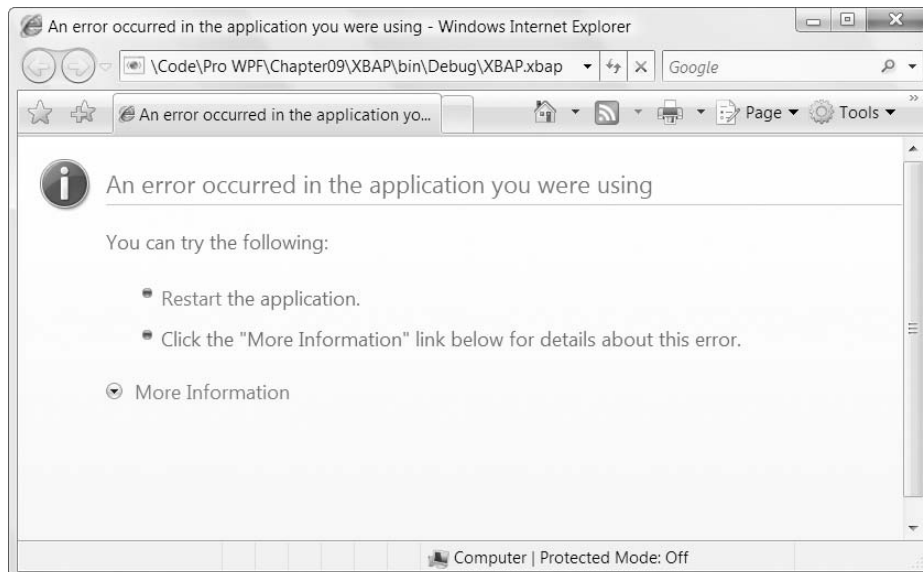 An error occurred in the application you were using - Windows Internet Explorer
\Code\Pro WPF\Chapter09\XBAP\bin\Debug\XBAP.xbap
Google
An error occurred in the application yo...
Page
Tools
An error occurred in the application you were using
You can try the following:
Restart the application.
Click the "More Information" link below for details about this error.
More Information
Computer | Protected Mode: Off